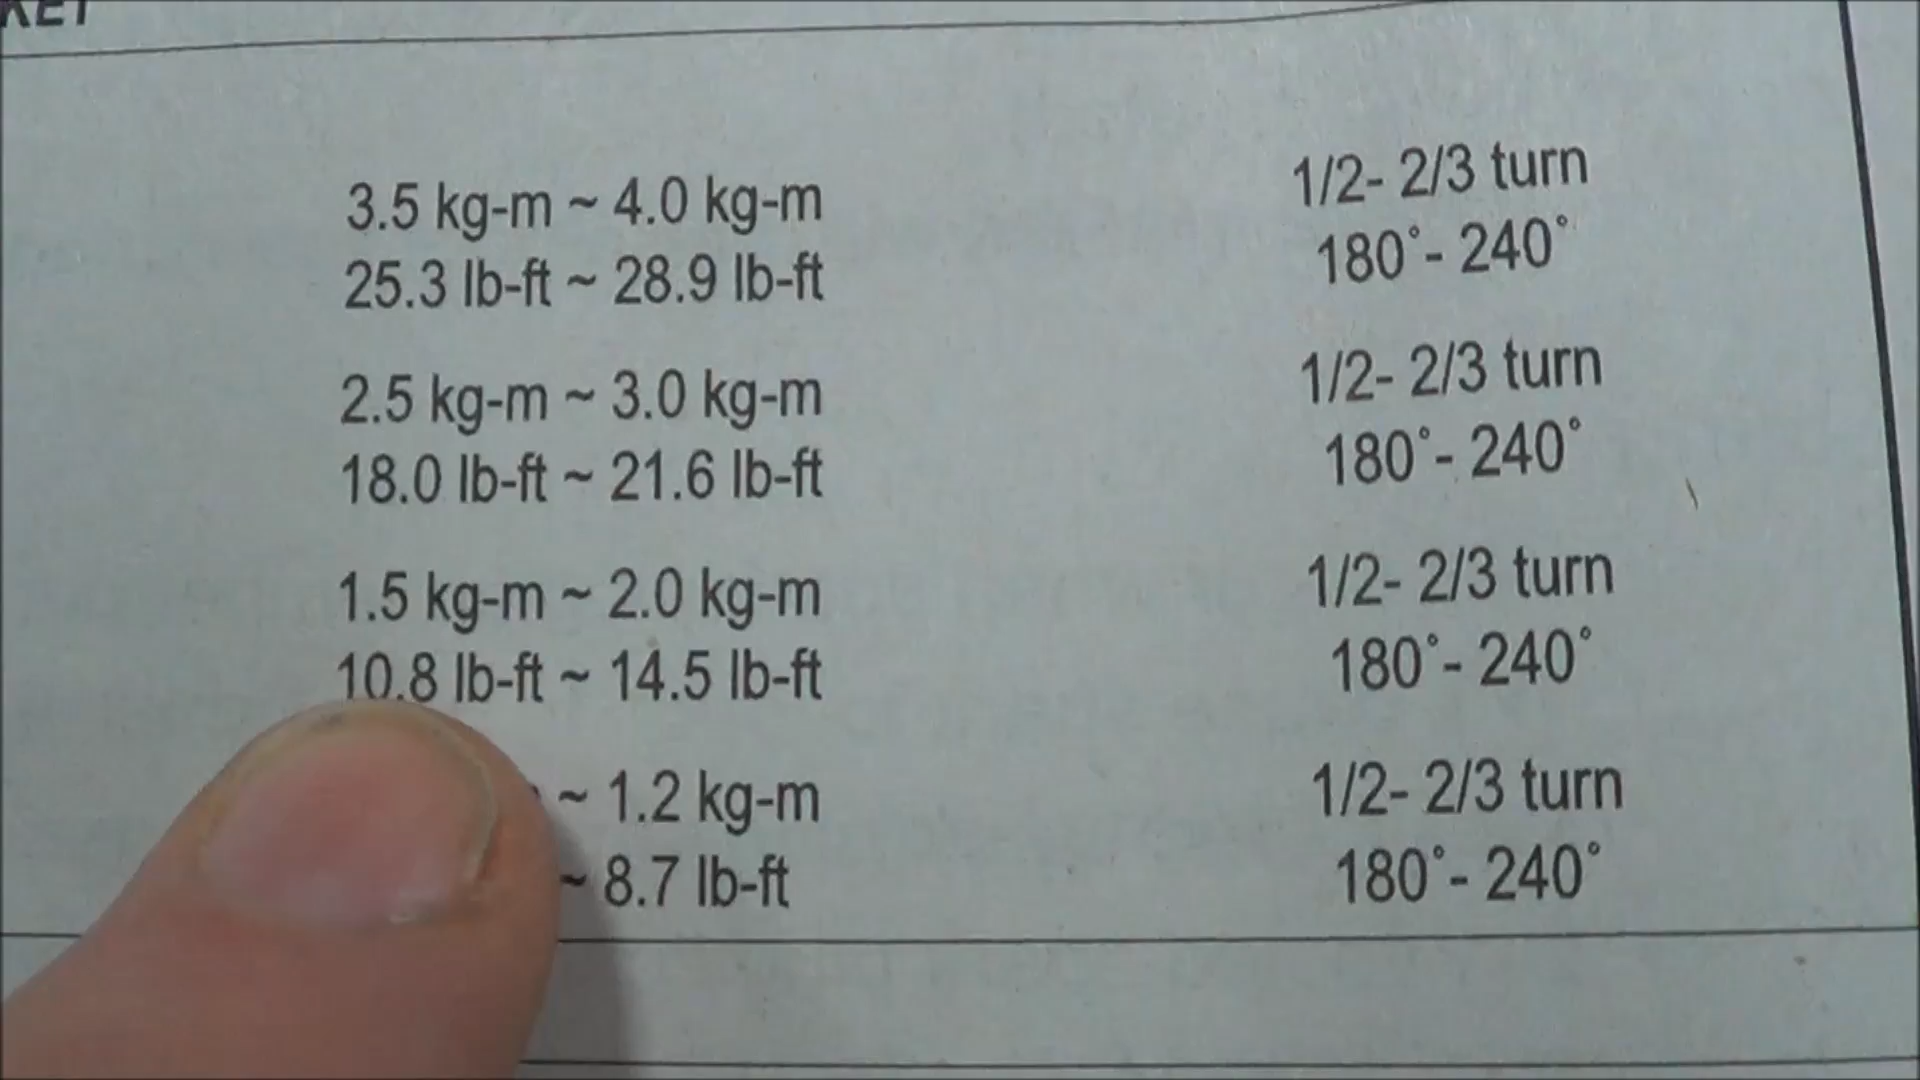 3.5 kg-m ~ 4.0 kg-m
25.3 lb-ft ~ 28.9 lb-ft
1/2- 2/3 turn
180°- 240°
2.5 kg-m ~ 3.0 kg-m
18.0 lb-ft ~ 21.6 lb-ft
1/2- 2/3 turn
180°- 240°
1.5 kg-m ~ 2.0 kg-m
10.8 lb-ft ~ 14.5 lb-ft
1/2- 2/3 turn
180°- 240°
~ 1.2 kg-m
~ 8.7 lb-ft
1/2- 2/3 turn
180°- 240°